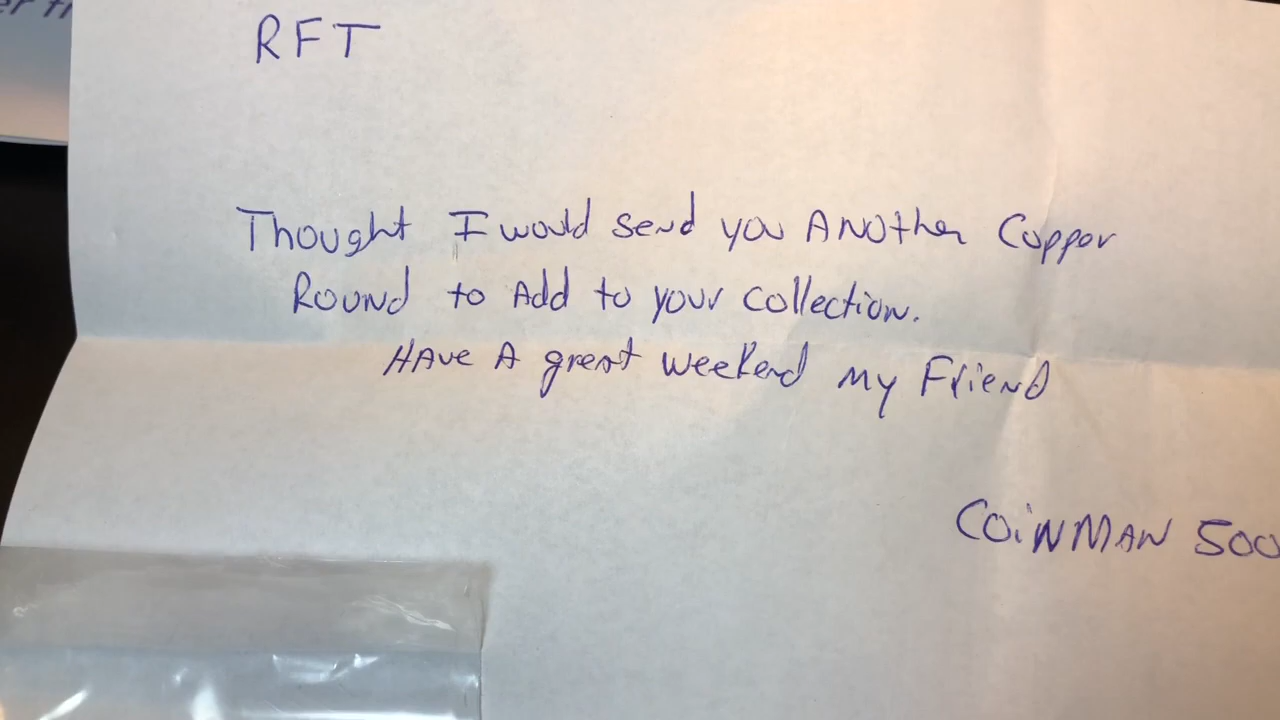 RFT
Thought I would send you Another Copper
Round to Add to your collection.
HAve A great weekend my Friend
COiNMAN 500